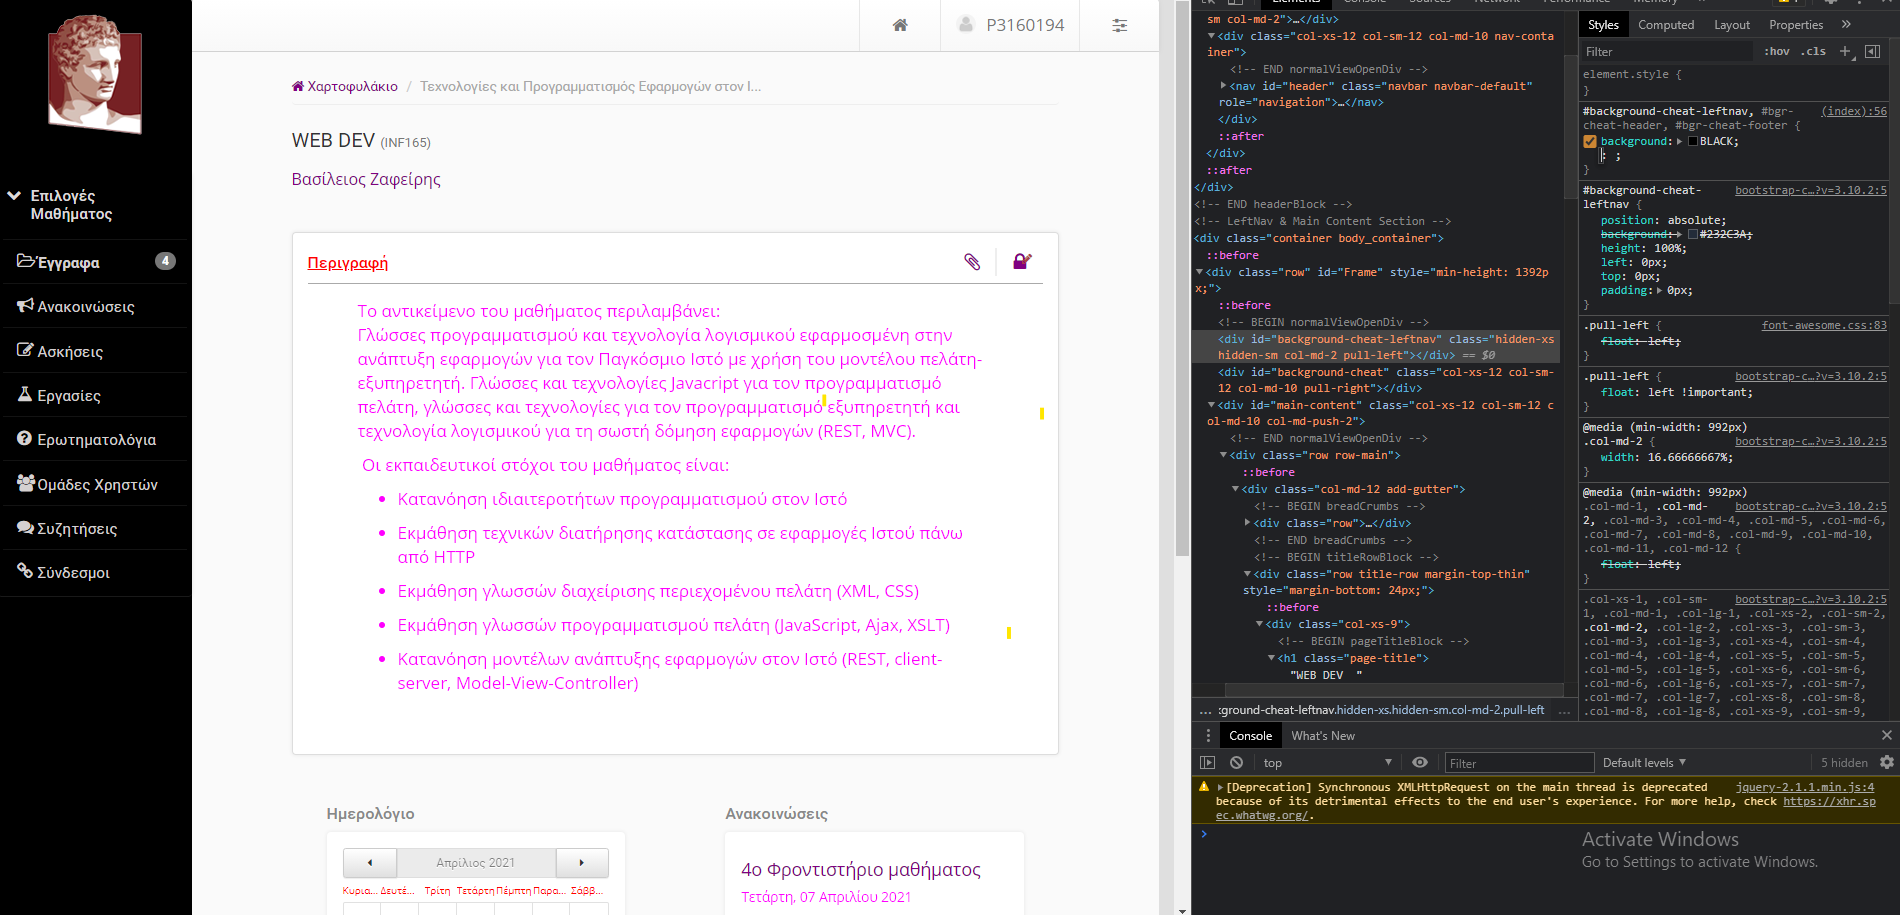 P3160194
Χαρτοφυλάκιο / Τεχνολογίες και Προγραμματισμός Εφαρμογών στον Ι...
WEB DEV (INF165)
Βασίλειος Ζαφείρης
Επιλογές
Μαθήματος
Έγγραφα 4
Ανακοινώσεις
Ασκήσεις
Εργασίες
Ερωτηματολόγια
Ομάδες Χρηστών
Συζητήσεις
Σύνδεσμοι
Περιγραφή
Το αντικείμενο του μαθήματος περιλαμβάνει:
Γλώσσες προγραμματισμού και τεχνολογία λογισμικού εφαρμοσμένη στην
ανάπτυξη εφαρμογών για τον Παγκόσμιο Ιστό με χρήση του μοντέλου πελάτη-
εξυπηρετητή. Γλώσσες και τεχνολογίες Javacript για τον προγραμματισμό
πελάτη, γλώσσες και τεχνολογίες για τον προγραμματισμό εξυπηρετητή και
τεχνολογία λογισμικού για τη σωστή δόμηση εφαρμογών (REST, MVC).
Οι εκπαιδευτικοί στόχοι του μαθήματος είναι:
• Κατανόηση ιδιαιτεροτήτων προγραμματισμού στον Ιστό
• Εκμάθηση τεχνικών διατήρησης κατάστασης σε εφαρμογές Ιστού πάνω
από HTTP
• Εκμάθηση γλωσσών διαχείρισης περιεχομένου πελάτη (XML, CSS)
• Εκμάθηση γλωσσών προγραμματισμού πελάτη (JavaScript, Ajax, XSLT)
• Κατανόηση μοντέλων ανάπτυξης εφαρμογών στον Ιστό (REST, client-
server, Model-View-Controller)
Ημερολόγιο
Απρίλιος 2021
Κυρια... Δευτέ... Τρίτη Τετάρτη Πέμπτη Παρα... Σάββ...
Ανακοινώσεις
4ο Φροντιστήριο μαθήματος
Τετάρτη, 07 Απριλίου 2021
sm col-md-2">…</div>
<div class="col-xs-12 col-sm-12 col-md-10 nav-conta
iner">
<!-- END normalViewOpenDiv -->
<nav id="header" class="navbar navbar-default"
role="navigation">…</nav>
</div>
::after
</div>
::after
</div>
<!-- END headerBlock -->
<!-- LeftNav & Main Content Section -->
<div class="container body_container">
::before
<div class="row" id="Frame" style="min-height: 1392p
x;">
::before
<!-- BEGIN normalViewOpenDiv -->
<div id="background-cheat-leftnav" class="hidden-xs
hidden-sm col-md-2 pull-left"></div> == $0
<div id="background-cheat" class="col-xs-12 col-sm-
12 col-md-10 pull-right"></div>
<div id="main-content" class="col-xs-12 col-sm-12 c
ol-md-10 col-md-push-2">
<!-- END normalViewOpenDiv -->
<div class="row row-main">
::before
<div class="col-md-12 add-gutter">
<!-- BEGIN breadCrumbs -->
<div class="row">…</div>
<!-- END breadCrumbs -->
<!-- BEGIN titleRowBlock -->
<div class="row title-row margin-top-thin"
style="margin-bottom: 24px;">
::before
<div class="col-xs-9">
<!-- BEGIN pageTitleBlock -->
<h1 class="page-title">
"WEB DEV "
... :ground-cheat-leftnav.hidden-xs.hidden-sm.col-md-2.pull-left ...
Styles Computed Layout Properties »
Filter :hov .cls +
element.style {
}
#background-cheat-leftnav, #bgr- (index):56
cheat-header, #bgr-cheat-footer {
background: BLACK;
: ;
}
#background-cheat- bootstrap-c…?v=3.10.2:5
leftnav {
position: absolute;
background: #232C3A;
height: 100%;
left: 0px;
top: 0px;
padding: 0px;
}
.pull-left { font-awesome.css:83
float: left;
}
.pull-left { bootstrap-c…?v=3.10.2:5
float: left !important;
}
@media (min-width: 992px)
.col-md-2 { bootstrap-c…?v=3.10.2:5
width: 16.66666667%;
}
@media (min-width: 992px)
.col-md-1, .col-md- bootstrap-c…?v=3.10.2:5
2, .col-md-3, .col-md-4, .col-md-5, .col-md-6,
.col-md-7, .col-md-8, .col-md-9, .col-md-10,
.col-md-11, .col-md-12 {
float: left;
}
.col-xs-1, .col-sm- bootstrap-c…?v=3.10.2:5
1, .col-md-1, .col-lg-1, .col-xs-2, .col-sm-2,
.col-md-2, .col-lg-2, .col-xs-3, .col-sm-3,
.col-md-3, .col-lg-3, .col-xs-4, .col-sm-4,
.col-md-4, .col-lg-4, .col-xs-5, .col-sm-5,
.col-md-5, .col-lg-5, .col-xs-6, .col-sm-6,
.col-md-6, .col-lg-6, .col-xs-7, .col-sm-7,
.col-md-7, .col-lg-7, .col-xs-8, .col-sm-8,
.col-md-8, .col-lg-8, .col-xs-9, .col-sm-9,
Console What's New
top Filter Default levels 5 hidden
[Deprecation] Synchronous XMLHttpRequest on the main thread is deprecated jquery-2.1.1.min.js:4
because of its detrimental effects to the end user's experience. For more help, check https://xhr.sp
ec.whatwg.org/.
Activate Windows
Go to Settings to activate Windows.